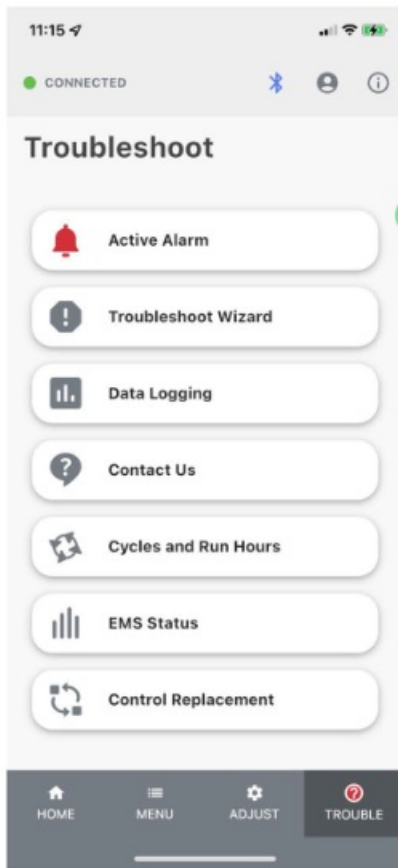 11:15
CONNECTED
Troubleshoot
Active Alarm
Troubleshoot Wizard
Data Logging
Contact Us
Cycles and Run Hours
EMS Status
Control Replacement
HOME MENU ADJUST TROUBLE